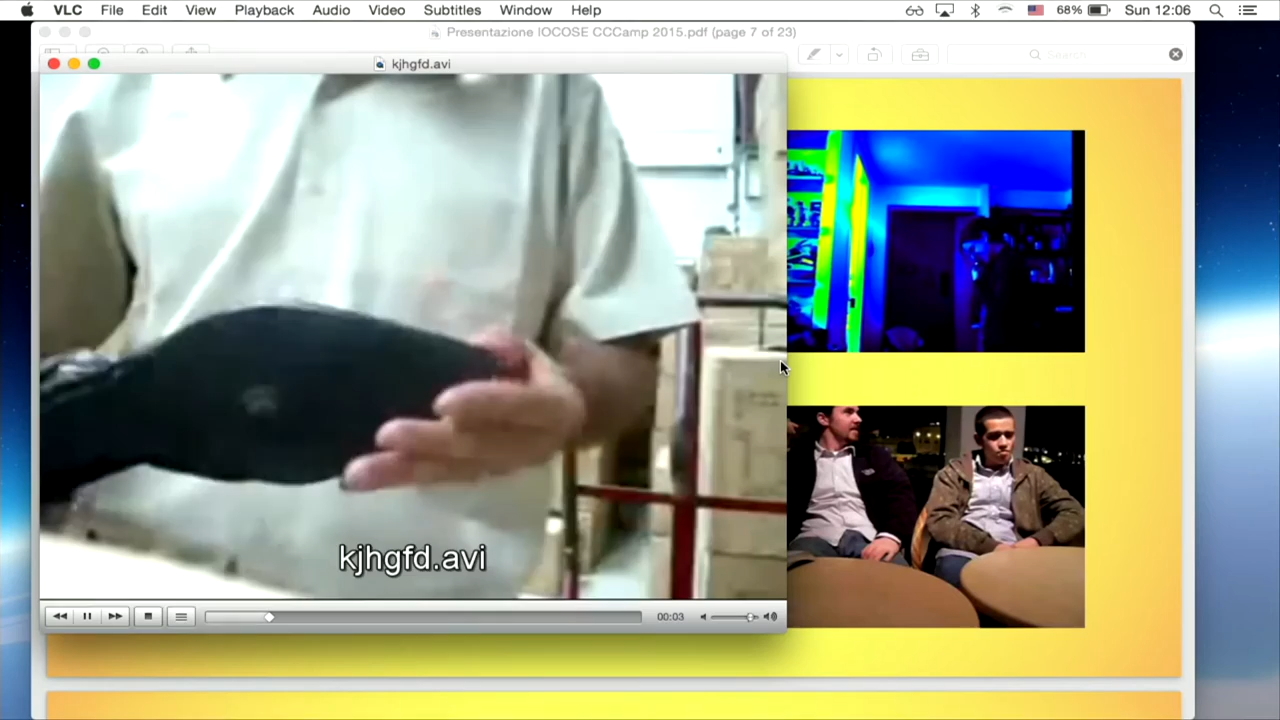 VLC File Edit View Playback Audio Video Subtitles Window Help 68% Sun 12:06
Presentazione IOCOSE CCCamp 2015.pdf (page 7 of 23)
Search
kjhgfd.avi
kjhgfd.avi
00:03